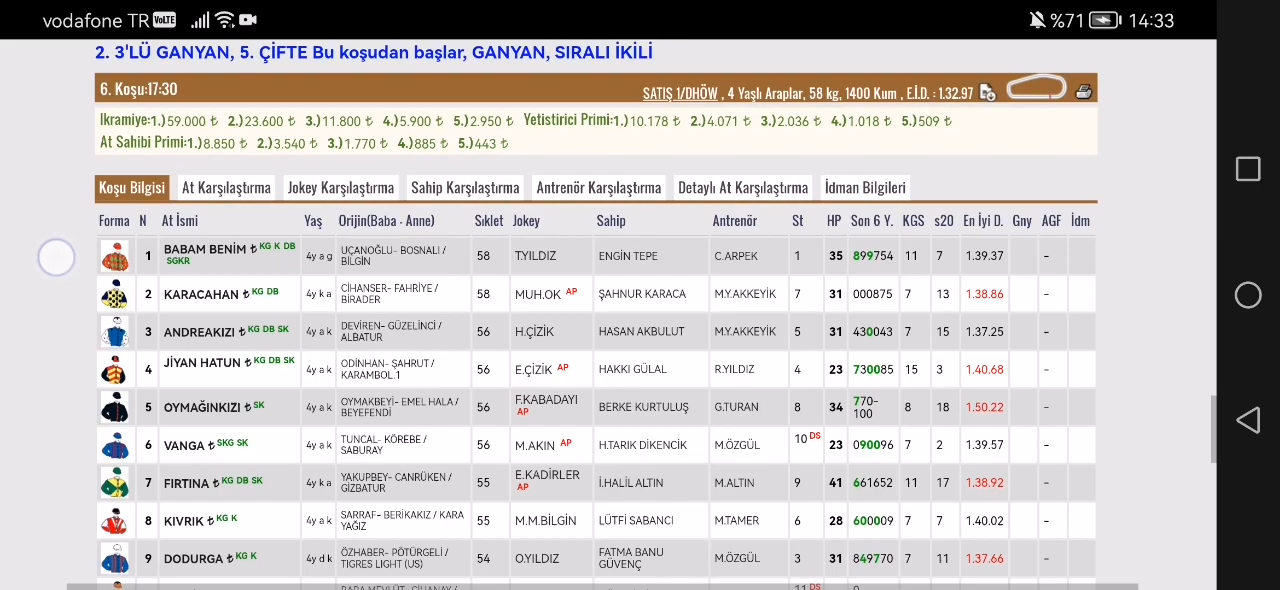 vodafone TR VoLTE %71 14:33
2. 3'LÜ GANYAN, 5. ÇİFTE Bu koşudan başlar, GANYAN, SIRALI İKİLİ
6. Koşu:17:30 SATIŞ 1/DHÖW , 4 Yaşlı Araplar, 58 kg, 1400 Kum , E.İ.D. : 1.32.97
Ikramiye:1.)59.000 ₺ 2.)23.600 ₺ 3.)11.800 ₺ 4.)5.900 ₺ 5.)2.950 ₺ Yetistirici Primi:1.)10.178 ₺ 2.)4.071 ₺ 3.)2.036 ₺ 4.)1.018 ₺ 5.)509 ₺
At Sahibi Primi:1.)8.850 ₺ 2.)3.540 ₺ 3.)1.770 ₺ 4.)885 ₺ 5.)443 ₺
Koşu Bilgisi At Karşılaştırma Jokey Karşılaştırma Sahip Karşılaştırma Antrenör Karşılaştırma Detaylı At Karşılaştırma İdman Bilgileri
Forma N At İsmi Yaş Orijin(Baba - Anne) Sıklet Jokey Sahip Antrenör St HP Son 6 Y. KGS s20 En İyi D. Gny AGF İdm
1 BABAM BENİM ₺ KG K DB SGKR 4y a g UÇANOĞLU- BOSNALI / BİLGİN 58 T.YILDIZ ENGİN TEPE C.ARPEK 1 35 899754 11 7 1.39.37 -
2 KARACAHAN ₺ KG DB 4y k a CİHANSER- FAHRİYE / BİRADER 58 MUH.OK AP ŞAHNUR KARACA M.Y.AKKEYİK 7 31 000875 7 13 1.38.86 -
3 ANDREAKIZI ₺ KG DB SK 4y a k DEVİREN- GÜZELİNCİ / ALBATUR 56 H.ÇİZİK HASAN AKBULUT M.Y.AKKEYİK 5 31 430043 7 15 1.37.25 -
4 JİYAN HATUN ₺ KG DB SK 4y a k ODİNHAN- ŞAHRUT / KARAMBOL.1 56 E.ÇİZİK AP HAKKI GÜLAL R.YILDIZ 4 23 730085 15 3 1.40.68 -
5 OYMAĞINKIZI ₺ SK 4y a k OYMAKBEYİ- EMEL HALA / BEYEFENDİ 56 F.KABADAYI AP BERKE KURTULUŞ G.TURAN 8 34 770-100 8 18 1.50.22 -
6 VANGA ₺ SKG SK 4y a k TUNCAL- KÖREBE / SABURAY 56 M.AKIN AP H.TARIK DİKENCİK M.ÖZGÜL 10 DS 23 090096 7 2 1.39.57 -
7 FIRTINA ₺ KG DB SK 4y k a YAKUPBEY- CANRÜKEN / GİZBATUR 55 E.KADİRLER AP İ.HALİL ALTIN M.ALTIN 9 41 661652 11 17 1.38.92 -
8 KIVRIK ₺ KG K 4y a k SARRAF- BERİKAKIZ / KARA YAĞIZ 55 M.M.BİLGİN LÜTFİ SABANCI M.TAMER 6 28 600009 7 7 1.40.02 -
9 DODURGA ₺ KG K 4y d k ÖZHABER- PÖTÜRGELİ / TIGRES LIGHT (US) 54 O.YILDIZ FATMA BANU GÜVENÇ M.ÖZGÜL 3 31 849770 7 11 1.37.66 -
11 DS